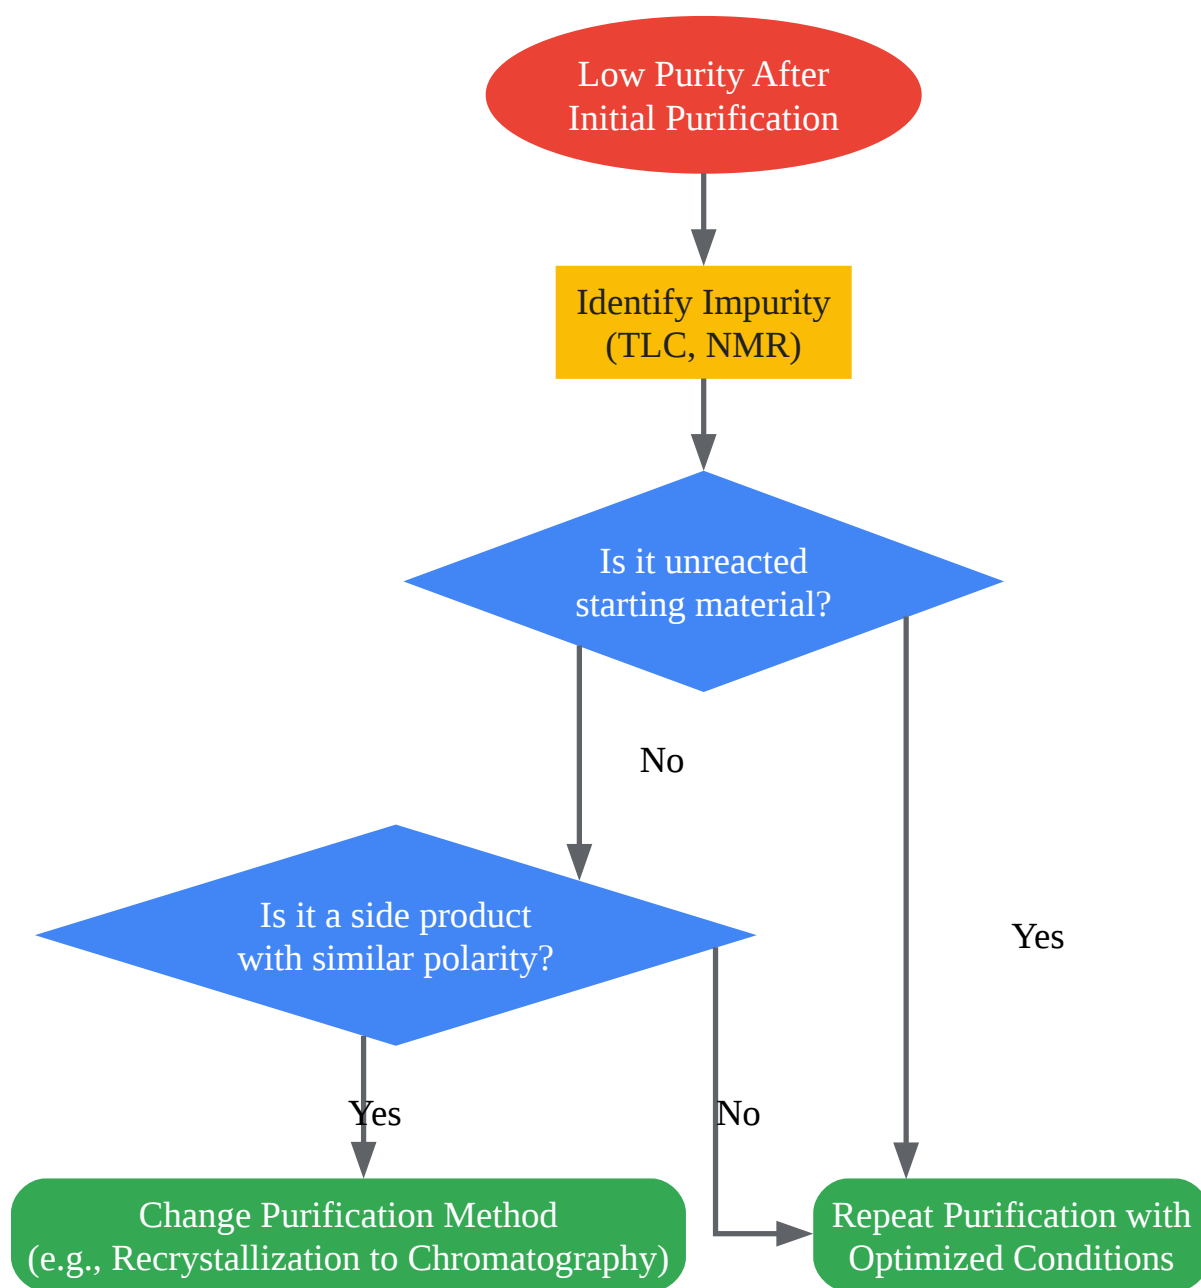 Low Purity After
Initial Purification
Identify Impurity
(TLC, NMR)
Is it unreacted
starting material?
No
Is it a side product
with similar polarity?
Yes
Yes
No
Change Purification Method
(e.g., Recrystallization to Chromatography)
Repeat Purification with
Optimized Conditions